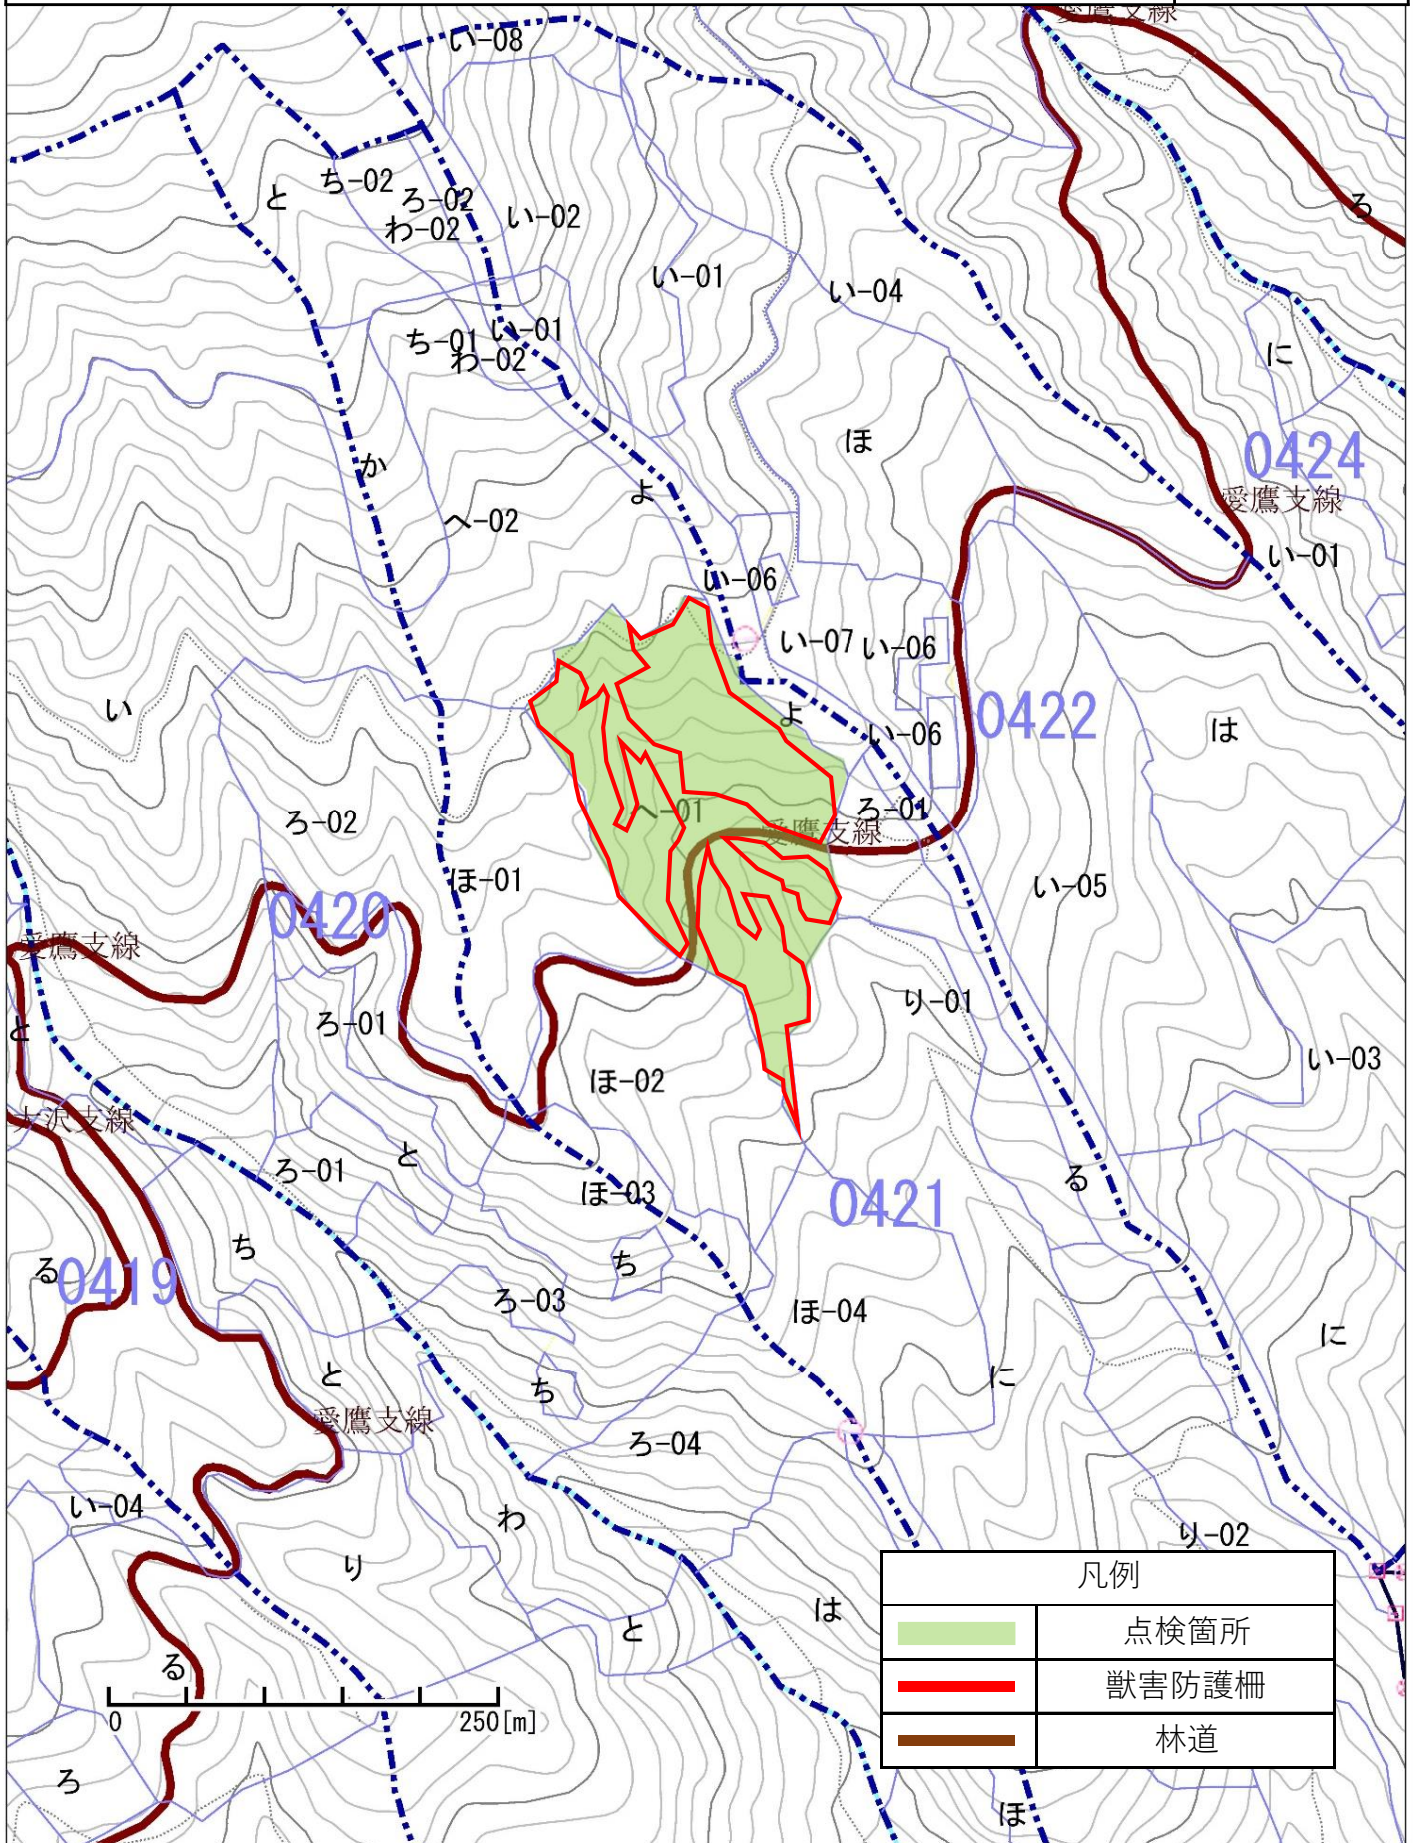 愛鷹支線
い-08
ち-02
と
ろ-02
ろ
い-02
わ-02
い-01
い-04
ち-01
い-01
わ-02
に
ほ
0424
か
よ
愛鷹支線
へ-02
い-01
い-06
い-07
い-06
い
よ
0422
は
い-06
ろ-02
へ-01
ろ-01
愛鷹支線
ほ-01
い-05
0420
愛鷹支線
り-01
ろ-01
と
い-03
ほ-02
大沢支線
と
ろ-01
る
ほ-03
0421
ち
ち
る
0419
ろ-03
ほ-04
に
と
に
ち
愛鷹支線
ろ-04
い-04
わ
り-02
り
凡例
は
点検箇所
と
る
獣害防護柵
0
250[m]
林道
ろ
ほ